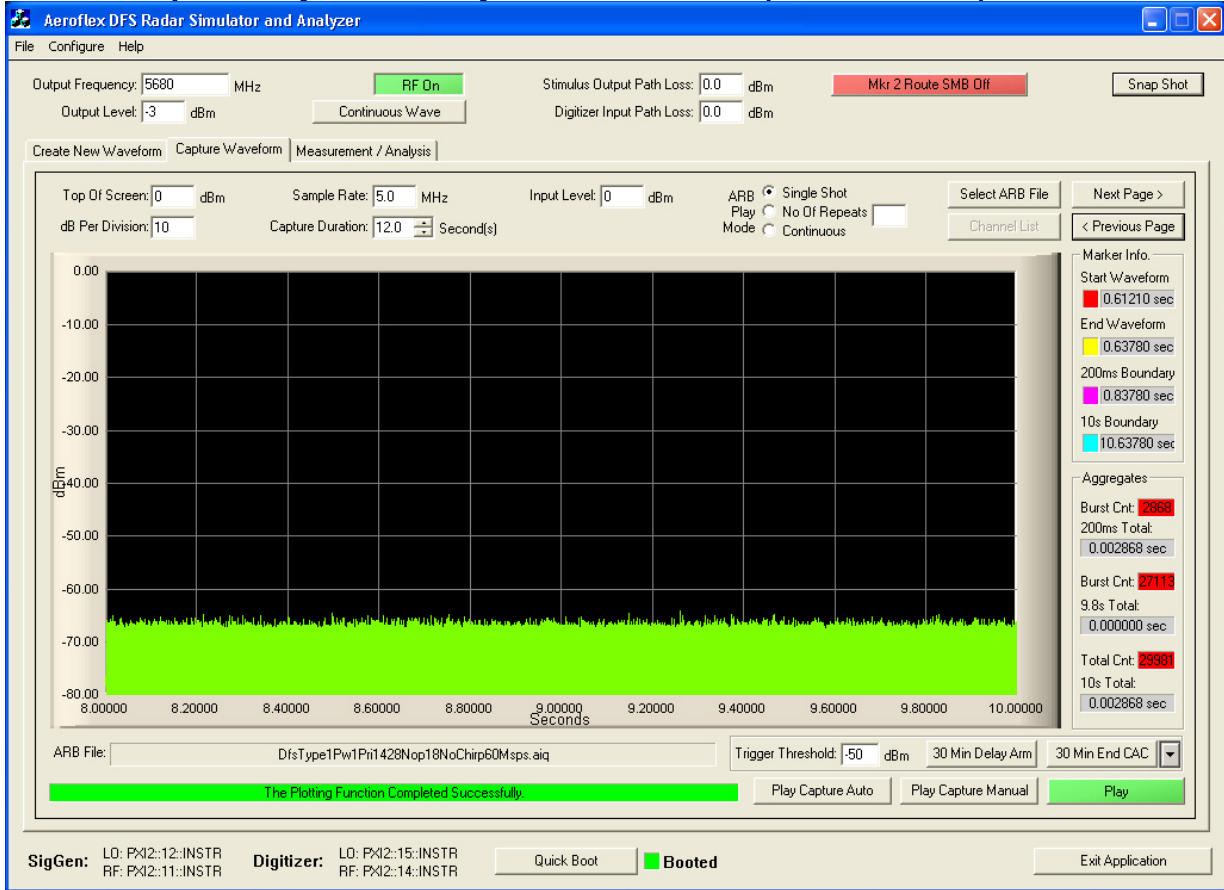 Aeroflex DFS Radar Simulator and Analyzer
File Configure Help
Output Frequency: 5680 MHz
RF On
Stimulus Output Path Loss: 0.0 dBm
Mkr 2 Route SMB Off
Snap Shot
Output Level: -3 dBm
Continuous Wave
Digitizer Input Path Loss: 0.0 dBm
Create New Waveform Capture Waveform Measurement / Analysis
Top Of Screen: 0 dBm
Sample Rate: 5.0 MHz
Input Level: 0 dBm
ARB Play Mode
Single Shot
No Of Repeats
Continuous
Select ARB File
Next Page >
dB Per Division: 10
Capture Duration: 12.0 Second(s)
Channel List
< Previous Page
0.00
-10.00
-20.00
-30.00
-40.00
-50.00
-60.00
-70.00
-80.00
dBm
8.00000 8.20000 8.40000 8.60000 8.80000 9.00000 9.20000 9.40000 9.60000 9.80000 10.00000
Seconds
Marker Info.
Start Waveform
0.61210 sec
End Waveform
0.63780 sec
200ms Boundary
0.83780 sec
10s Boundary
10.63780 sec
Aggregates
Burst Cnt: 2868
200ms Total:
0.002868 sec
Burst Cnt: 27113
9.8s Total:
0.000000 sec
Total Cnt: 29981
10s Total:
0.002868 sec
ARB File: DfsType1Pw1Pri1428Nop18NoChirp60Msps.aiq
Trigger Threshold: -50 dBm
30 Min Delay Arm
30 Min End CAC
The Plotting Function Completed Successfully.
Play Capture Auto
Play Capture Manual
Play
SigGen: LO: PXI2::12::INSTR
RF: PXI2::11::INSTR
Digitizer: LO: PXI2::15::INSTR
RF: PXI2::14::INSTR
Quick Boot
Booted
Exit Application